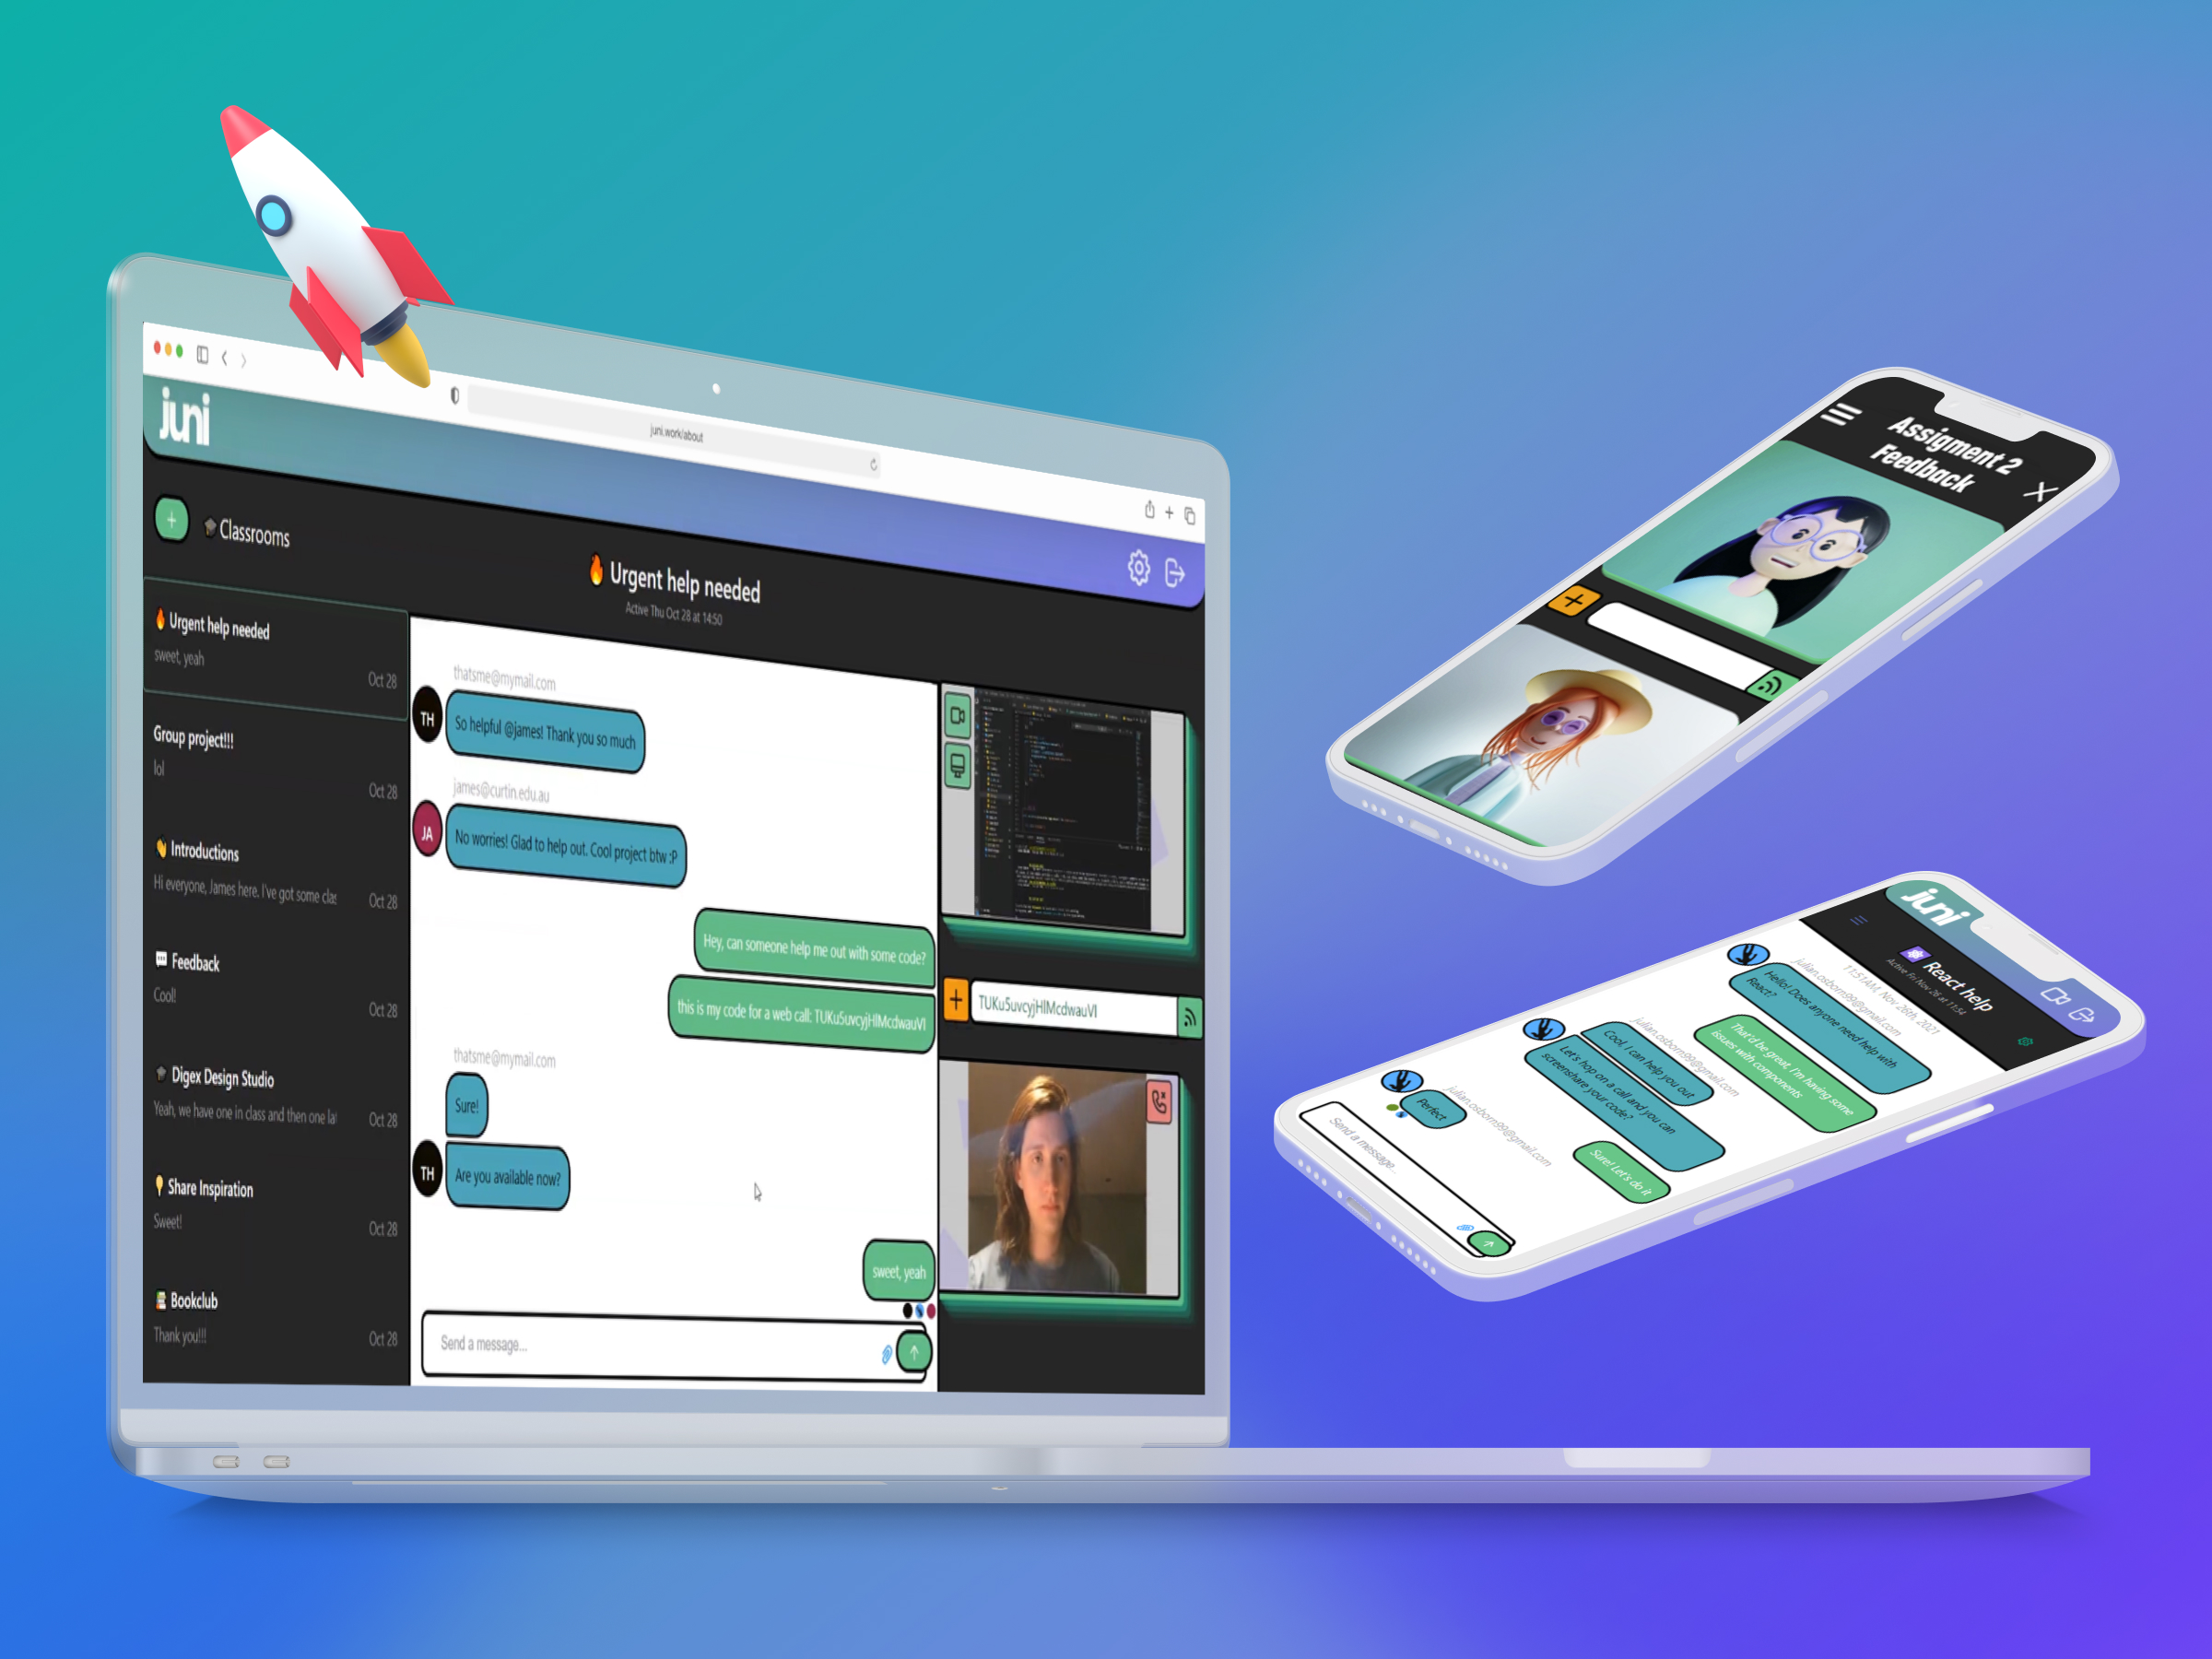 juni.work/about
juni
Classrooms
Urgent help needed
Active Thu Oct 28 at 14:50
Urgent help needed
sweet, yeah
Oct 28
Group project!!!
lol
Oct 28
Introductions
Hi everyone, James here. I've got some clas
Oct 28
Feedback
Cool!
Oct 28
Digex Design Studio
Yeah, we have one in class and then one lat
Oct 28
Share Inspiration
Sweet!
Oct 28
Bookclub
Thank you!!!
Oct 28
thatsme@mymail.com
TH
So helpful @james! Thank you so much
james@curtin.edu.au
JA
No worries! Glad to help out. Cool project btw :P
Hey, can someone help me out with some code?
this is my code for a web call: TUKu5uvcyjHlMcdwauVl
thatsme@mymail.com
Sure!
TH
Are you available now?
sweet, yeah
Send a message...
TUKu5uvcyjHlMcdwauVl
Assigment 2
Feedback
juni
React help
Active Fri Nov 26 at 11:54
11:51AM, Nov 26th, 2021
julian.osborn99@gmail.com
Hello! Does anyone need help with
React?
That'd be great, I'm having some
issues with components
julian.osborn99@gmail.com
Cool, I can help you out
Let's hop on a call and you can
screenshare your code?
Sure! Let's do it
julian.osborn99@gmail.com
Perfect
Send a message...